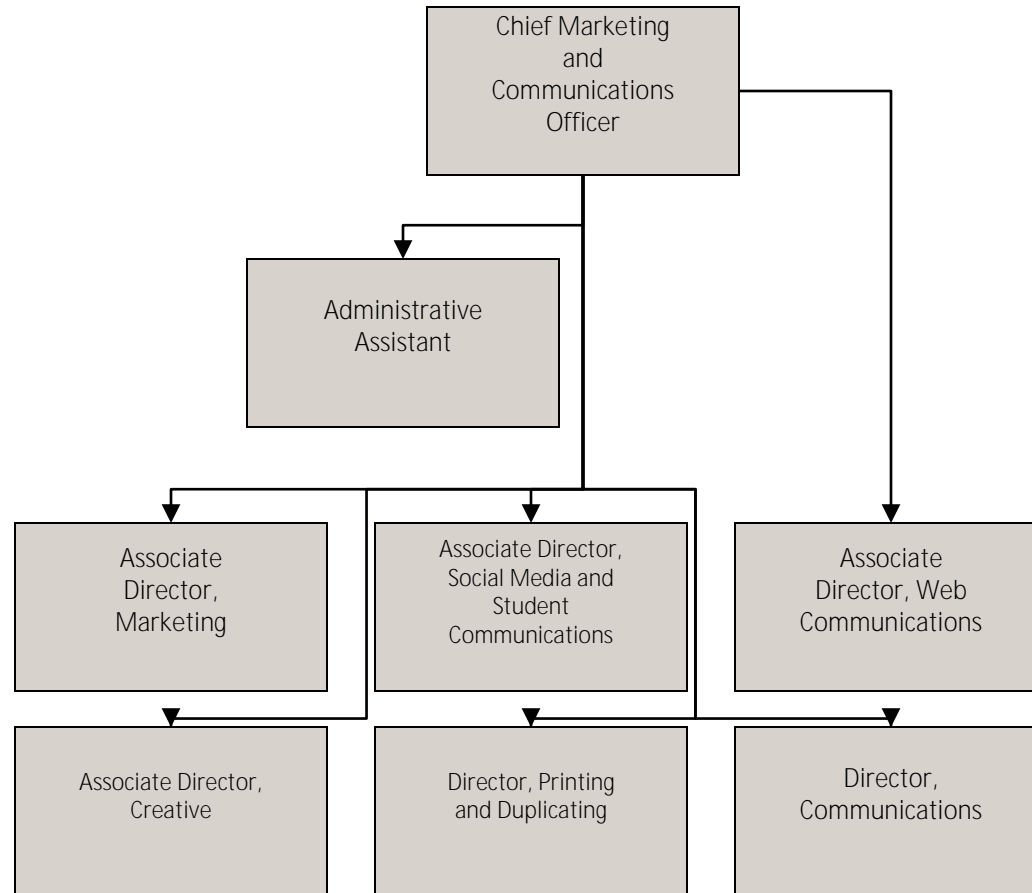 Chief Marketing
and
Communications
Officer
Administrative
Assistant
Associate
Director,
Marketing
Associate Director,
Social Media and
Student
Communications
Associate
Director, Web
Communications
Associate Director,
Creative
Director, Printing
and Duplicating
Director,
Communications